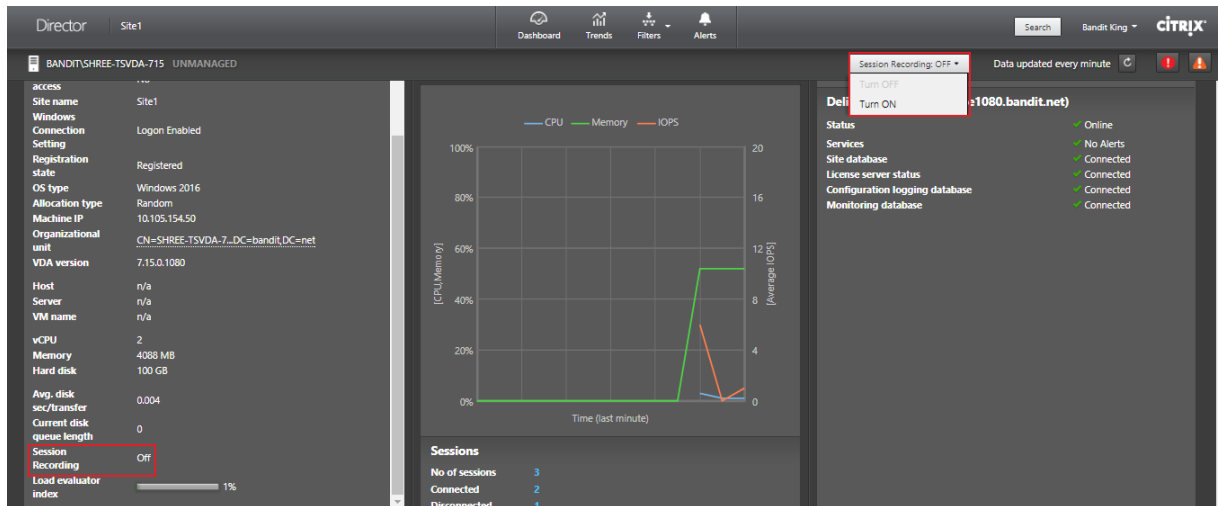 Director Site1
Dashboard Trends Filters Alerts
Search Bandit King CİTRIX
BANDIT\SHREE-TSVDA-715 UNMANAGED
Session Recording: OFF
Data updated every minute
Turn OFF
Turn ON
access
Site name Site1
Windows
Connection Logon Enabled
Setting
Registration
state Registered
OS type Windows 2016
Allocation type Random
Machine IP 10.105.154.50
Organizational
unit CN=SHREE-TSVDA-7...DC=bandit,DC=net
VDA version 7.15.0.1080
Host n/a
Server n/a
VM name n/a
vCPU 2
Memory 4088 MB
Hard disk 100 GB
Avg. disk
sec/transfer 0.004
Current disk
queue length 0
Session
Recording Off
Load evaluator
index 1%
CPU Memory IOPS
100% 20
80% 16
60% 12
40% 8
20% 4
0% 0
[CPU,Memory]
[Average IOPS]
Time (last minute)
Sessions
No of sessions 3
Connected 2
Disconnected 1
Deli e1080.bandit.net)
Status Online
Services No Alerts
Site database Connected
License server status Connected
Configuration logging database Connected
Monitoring database Connected